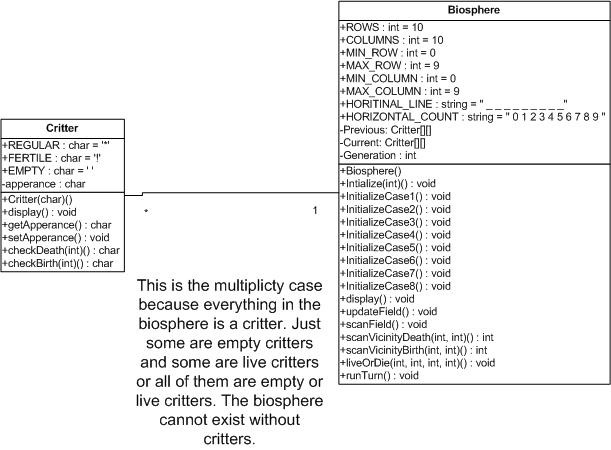 Critter
+REGULAR : char = '*'
+FERTILE : char = '!'
+EMPTY : char = ' '
-apperance : char
+Critter(char)()
+display() : void
+getApperance() : char
+setApperance() : void
+checkDeath(int)() : char
+checkBirth(int)() : char
*
1
This is the multiplicty case
because everything in the
biosphere is a critter. Just
some are empty critters
and some are live critters
or all of them are empty or
live critters. The biosphere
cannot exist without
critters.
Biosphere
+ROWS : int = 10
+COLUMNS : int = 10
+MIN_ROW : int = 0
+MAX_ROW : int = 9
+MIN_COLUMN : int = 0
+MAX_COLUMN : int = 9
+HORITINAL_LINE : string = " _ _ _ _ _ _ _ _ _ _"
+HORIZONTAL_COUNT : string = " 0 1 2 3 4 5 6 7 8 9 "
-Previous: Critter[][]
-Current: Critter[][]
-Generation : int
+Biosphere()
+Intialize(int)() : void
+InitializeCase1() : void
+InitializeCase2() : void
+InitializeCase3() : void
+InitializeCase4() : void
+InitializeCase5() : void
+InitializeCase6() : void
+InitializeCase7() : void
+InitializeCase8() : void
+display() : void
+updateField() : void
+scanField() : void
+scanVicinityDeath(int, int)() : int
+scanVicinityBirth(int, int)() : int
+liveOrDie(int, int, int, int)() : void
+runTurn() : void